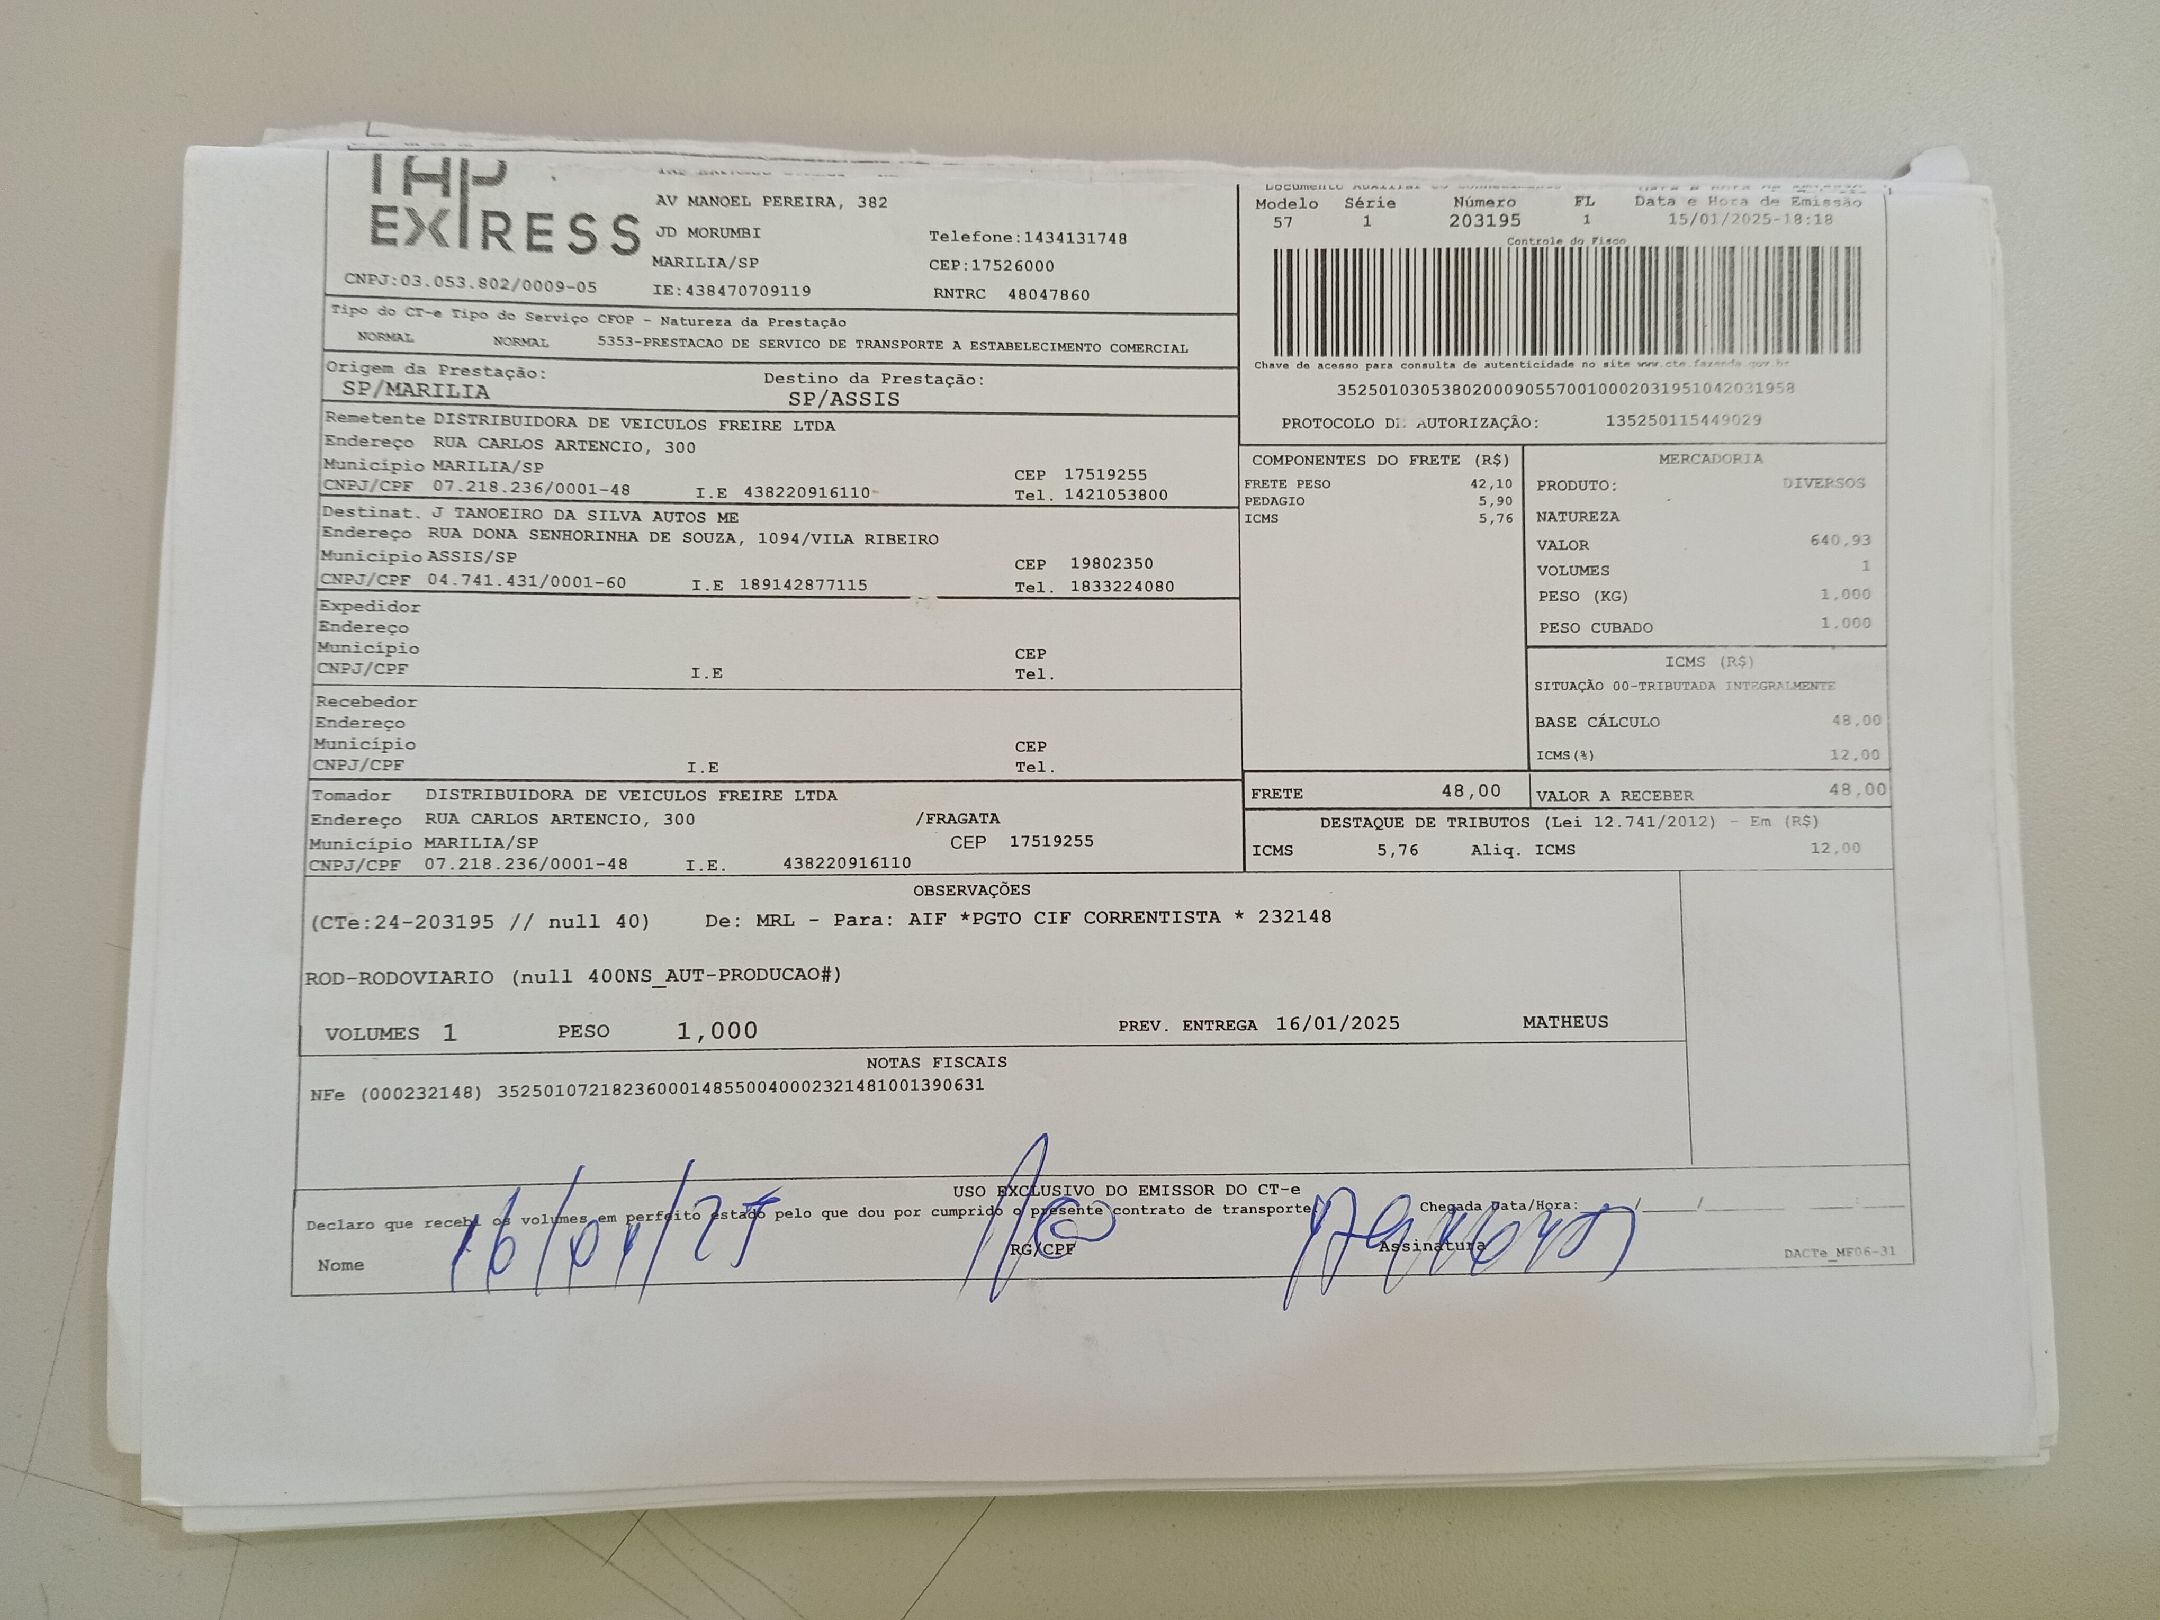 TAP
EXPRESS
AV MANOEL PEREIRA, 382
JD MORUMBI
Telefone:1434131748
MARILIA/SP
CEP:17526000
CNPJ:03.053.802/0009-05
IE:438470709119
RNTRC 48047860
Modelo Série Número FL Data e Hora de Emissão
57 1 203195 1 15/01/2025-18:18
Controle do Fisco
Chave de acesso para consulta de autenticidade no site www.cte.fazenda.gov.br
35250103053802000905570010002031951042031958
PROTOCOLO DE AUTORIZAÇÃO: 135250115449029
Tipo do CT-e Tipo do Serviço CFOP - Natureza da Prestação
NORMAL NORMAL 5353-PRESTACAO DE SERVICO DE TRANSPORTE A ESTABELECIMENTO COMERCIAL
Origem da Prestação: Destino da Prestação:
SP/MARILIA SP/ASSIS
Remetente DISTRIBUIDORA DE VEICULOS FREIRE LTDA
Endereço RUA CARLOS ARTENCIO, 300
Município MARILIA/SP CEP 17519255
CNPJ/CPF 07.218.236/0001-48 I.E 438220916110 Tel. 1421053800
Destinat. J TANOEIRO DA SILVA AUTOS ME
Endereço RUA DONA SENHORINHA DE SOUZA, 1094/VILA RIBEIRO
Município ASSIS/SP CEP 19802350
CNPJ/CPF 04.741.431/0001-60 I.E 189142877115 Tel. 1833224080
Expedidor
Endereço
Município CEP
CNPJ/CPF I.E Tel.
Recebedor
Endereço
Município CEP
CNPJ/CPF I.E Tel.
Tomador DISTRIBUIDORA DE VEICULOS FREIRE LTDA
Endereço RUA CARLOS ARTENCIO, 300 /FRAGATA
Município MARILIA/SP CEP 17519255
CNPJ/CPF 07.218.236/0001-48 I.E. 438220916110
COMPONENTES DO FRETE (R$)
FRETE PESO 42,10
PEDAGIO 5,90
ICMS 5,76
MERCADORIA
PRODUTO: DIVERSOS
NATUREZA
VALOR 640,93
VOLUMES 1
PESO (KG) 1,000
PESO CUBADO 1,000
ICMS (R$)
SITUAÇÃO 00-TRIBUTADA INTEGRALMENTE
BASE CÁLCULO 48,00
ICMS(%) 12,00
FRETE 48,00 VALOR A RECEBER 48,00
DESTAQUE DE TRIBUTOS (Lei 12.741/2012) - Em (R$)
ICMS 5,76 Aliq. ICMS 12,00
OBSERVAÇÕES
(CTe:24-203195 // null 40) De: MRL - Para: AIF *PGTO CIF CORRENTISTA * 232148
ROD-RODOVIARIO (null 400NS_AUT-PRODUCAO#)
VOLUMES 1 PESO 1,000 PREV. ENTREGA 16/01/2025 MATHEUS
NOTAS FISCAIS
NFe (000232148) 35250107218236000148550040002321481001390631
USO EXCLUSIVO DO EMISSOR DO CT-e
Declaro que recebi os volumes em perfeito estado pelo que dou por cumprido o presente contrato de transporte Chegada Data/Hora: / / :
16/01/25
Nome RG/CPF Assinatura DACTe_MF06-31